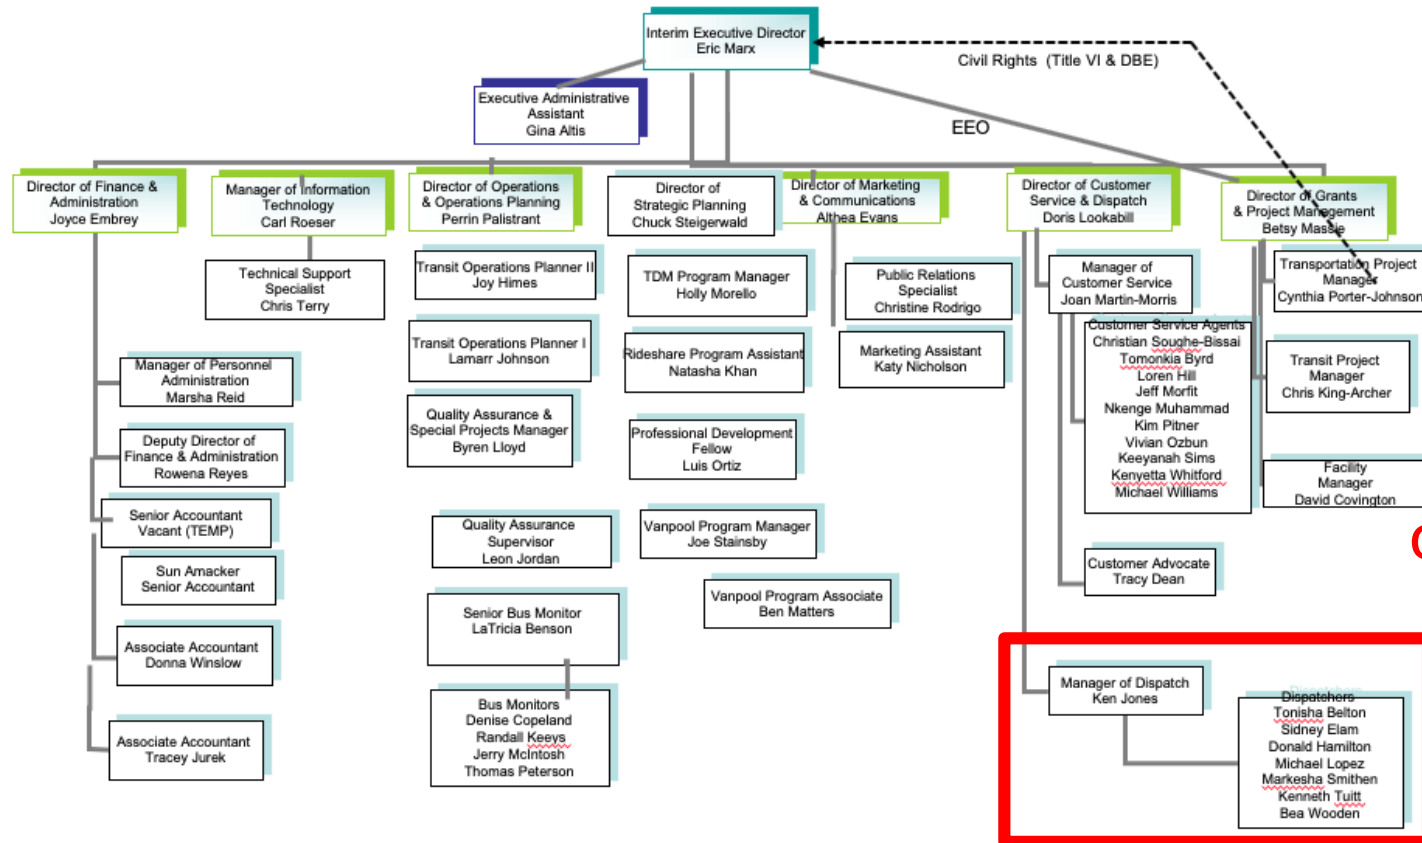 Interim Executive Director
Eric Marx
Civil Rights (Title VI & DBE)
Executive Administrative
Assistant
Gina Altis
EEO
Director of Finance &
Administration
Joyce Embrey
Manager of Information
Technology
Carl Roeser
Director of Operations
& Operations Planning
Perrin Palistrant
Director of
Strategic Planning
Chuck Steigerwald
Director of Marketing
& Communications
Althea Evans
Director of Customer
Service & Dispatch
Doris Lookabill
Director of Grants
& Project Management
Betsy Massie
Technical Support
Specialist
Chris Terry
Transit Operations Planner II
Joy Himes
TDM Program Manager
Holly Morello
Public Relations
Specialist
Christine Rodrigo
Manager of
Customer Service
Joan Martin-Morris
Transportation Project
Manager
Cynthia Porter-Johnson
Transit Operations Planner I
Lamarr Johnson
Rideshare Program Assistant
Natasha Khan
Marketing Assistant
Katy Nicholson
Customer Service Agents
Christian Soughe-Bissai
Tomonkia Byrd
Loren Hill
Jeff Morfit
Nkenge Muhammad
Kim Pitner
Vivian Ozbun
Keeyanah Sims
Kenyetta Whitford
Michael Williams
Transit Project
Manager
Chris King-Archer
Manager of Personnel
Administration
Marsha Reid
Quality Assurance &
Special Projects Manager
Byren Lloyd
Professional Development
Fellow
Luis Ortiz
Deputy Director of
Finance & Administration
Rowena Reyes
Facility
Manager
David Covington
Senior Accountant
Vacant (TEMP)
Quality Assurance
Supervisor
Leon Jordan
Vanpool Program Manager
Joe Stainsby
Sun Amacker
Senior Accountant
Customer Advocate
Tracy Dean
Vanpool Program Associate
Ben Matters
Senior Bus Monitor
LaTricia Benson
Associate Accountant
Donna Winslow
Manager of Dispatch
Ken Jones
Bus Monitors
Denise Copeland
Randall Keeys
Jerry McIntosh
Thomas Peterson
Dispatchers
Tonisha Belton
Sidney Elam
Donald Hamilton
Michael Lopez
Markesha Smithen
Kenneth Tuitt
Bea Wooden
Associate Accountant
Tracey Jurek